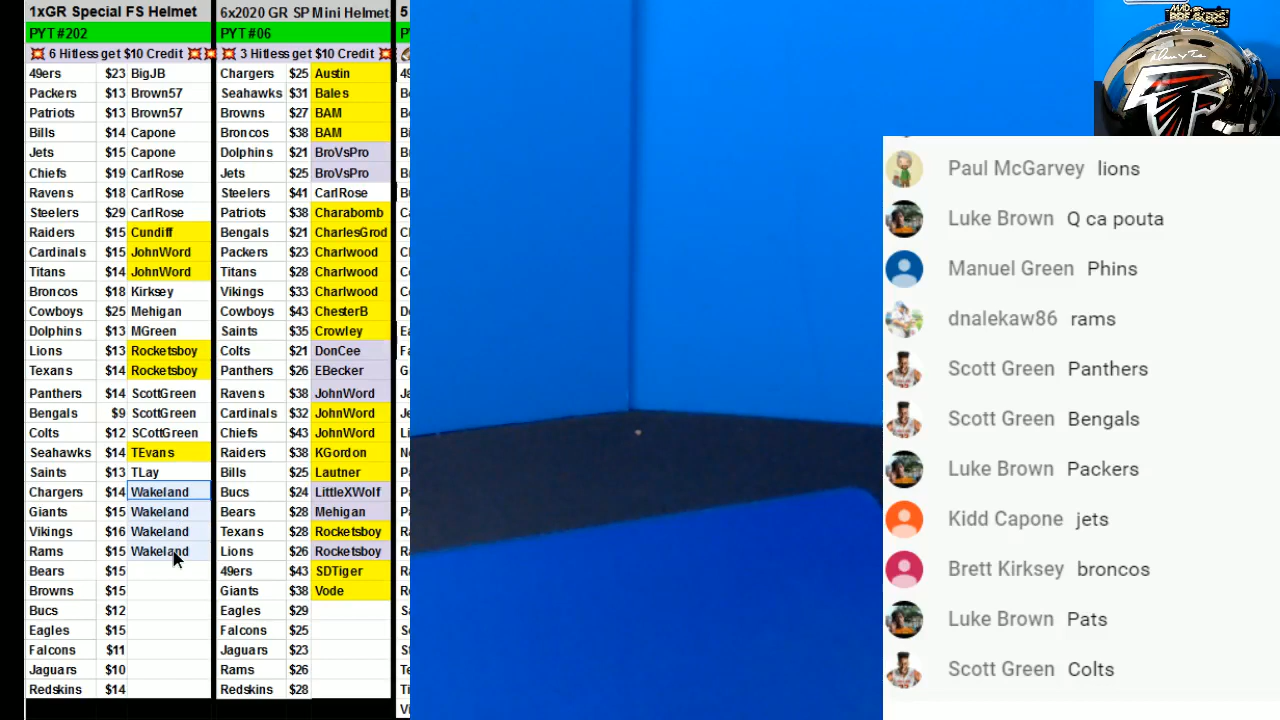 1xGR Special FS Helmet
PYT #202
6 Hitless get $10 Credit
49ers $23 BigJB
Packers $13 Brown57
Patriots $13 Brown57
Bills $14 Capone
Jets $15 Capone
Chiefs $19 CarlRose
Ravens $18 CarlRose
Steelers $29 CarlRose
Raiders $15 Cundiff
Cardinals $15 JohnWord
Titans $14 JohnWord
Broncos $18 Kirksey
Cowboys $25 Mehigan
Dolphins $13 MGreen
Lions $13 Rocketsboy
Texans $14 Rocketsboy
Panthers $14 ScottGreen
Bengals $9 ScottGreen
Colts $12 SCottGreen
Seahawks $14 TEvans
Saints $13 TLay
Chargers $14 Wakeland
Giants $15 Wakeland
Vikings $16 Wakeland
Rams $15 Wakeland
Bears $15
Browns $15
Bucs $12
Eagles $15
Falcons $11
Jaguars $10
Redskins $14
6x2020 GR SP Mini Helmets
PYT #06
3 Hitless get $10 Credit
Chargers $25 Austin
Seahawks $31 Bales
Browns $27 BAM
Broncos $38 BAM
Dolphins $21 BroVsPro
Jets $25 BroVsPro
Steelers $41 CarlRose
Patriots $38 Charabomb
Bengals $21 CharlesGrod
Packers $23 Charlwood
Titans $28 Charlwood
Vikings $33 Charlwood
Cowboys $43 ChesterB
Saints $35 Crowley
Colts $21 DonCee
Panthers $26 EBecker
Ravens $38 JohnWord
Cardinals $32 JohnWord
Chiefs $43 JohnWord
Raiders $38 KGordon
Bills $25 Lautner
Bucs $24 LittleXWolf
Bears $28 Mehigan
Texans $28 Rocketsboy
Lions $26 Rocketsboy
49ers $43 SDTiger
Giants $38 Vode
Eagles $29
Falcons $25
Jaguars $23
Rams $26
Redskins $28
Paul McGarvey lions
Luke Brown Q ca pouta
Manuel Green Phins
dnalekaw86 rams
Scott Green Panthers
Scott Green Bengals
Luke Brown Packers
Kidd Capone jets
Brett Kirksey broncos
Luke Brown Pats
Scott Green Colts